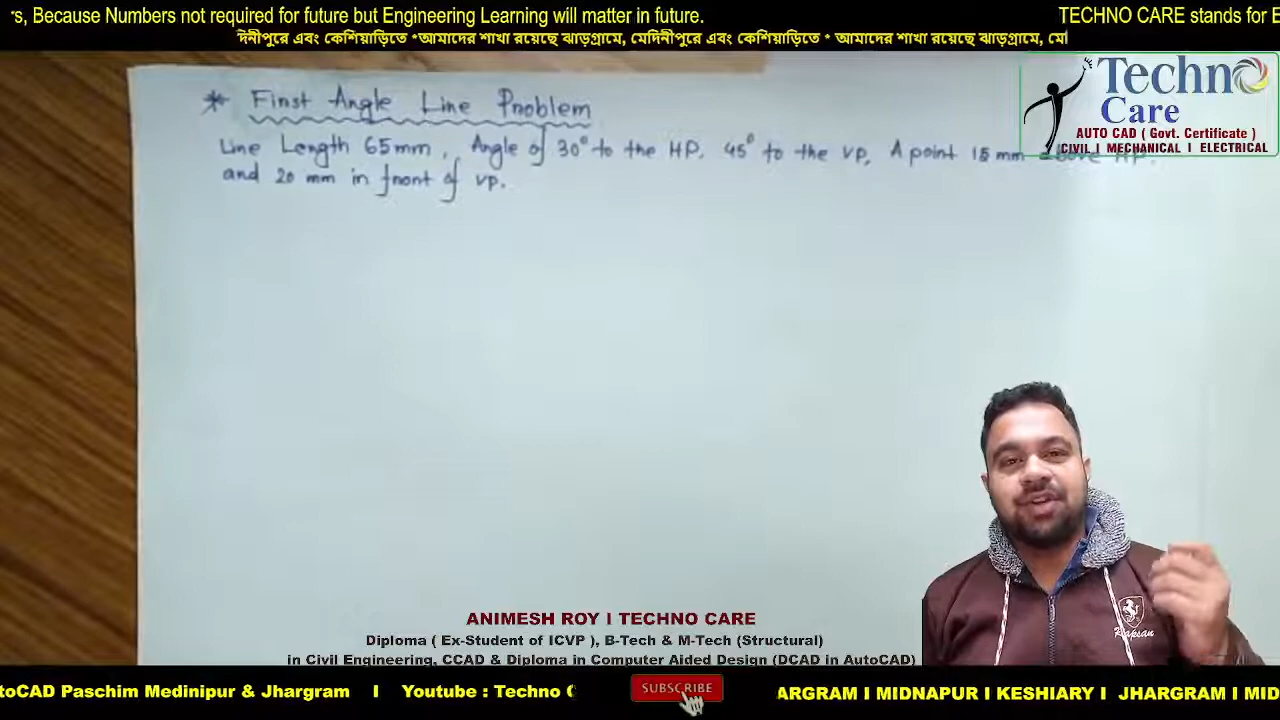 s, Because Numbers not required for future but Engineering Learning will matter in future.
TECHNO CARE stands for E
দিনীপুরে এবং কেশিয়াড়িতে *আমাদের শাখা রয়েছে ঝাড়গ্রামে, মেদিনীপুরে এবং কেশিয়াড়িতে * আমাদের শাখা রয়েছে ঝাড়গ্রামে, মে
Techno
Care
AUTO CAD ( Govt. Certificate )
CIVIL I MECHANICAL I ELECTRICAL
* First Angle Line Problem
Line Length 65mm, Angle of 30° to the HP. 45° to the VP, A point 15 mm above HP.
and 20 mm in front of VP.
Kapsan
ANIMESH ROY I TECHNO CARE
Diploma ( Ex-Student of ICVP ), B-Tech & M-Tech (Structural)
in Civil Engineering, CCAD & Diploma in Computer Aided Design (DCAD in AutoCAD)
toCAD Paschim Medinipur & Jhargram I Youtube : Techno C
SUBSCRIBE
ARGRAM I MIDNAPUR I KESHIARY I JHARGRAM I MID